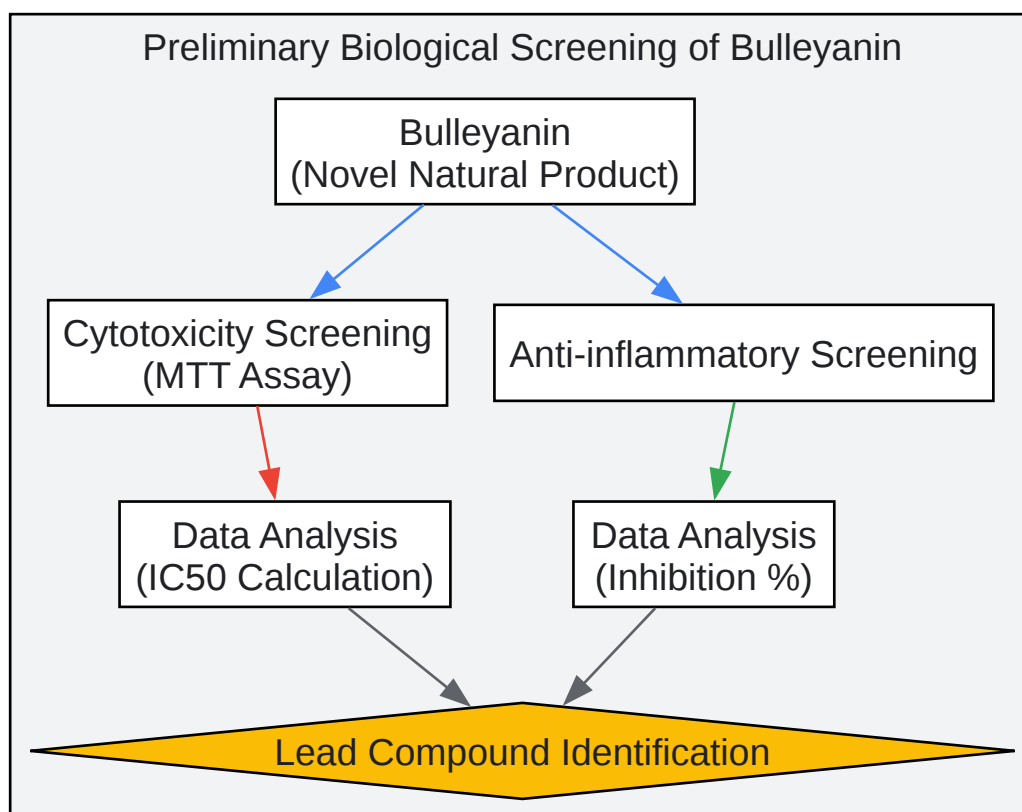 Preliminary Biological Screening of Bulleyanin
Bulleyanin
(Novel Natural Product)
Cytotoxicity Screening
(MTT Assay)
Anti-inflammatory Screening
Data Analysis
(IC50 Calculation)
Data Analysis
(Inhibition %)
Lead Compound Identification